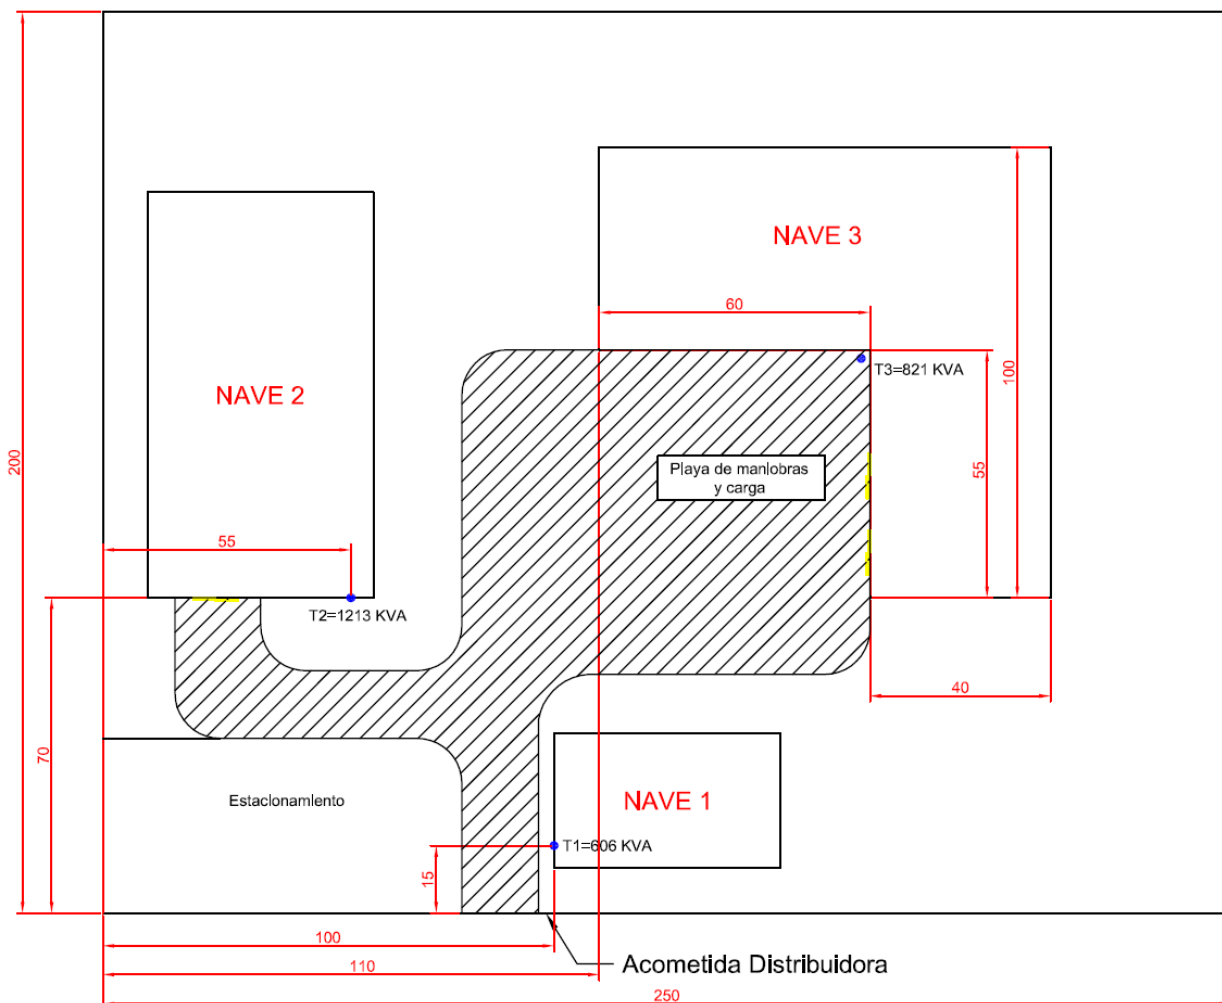 NAVE 3
60
T3=821 KVA
100
NAVE 2
200
Playa de maniobras
y carga
55
55
T2=1213 KVA
40
70
Estacionamiento
NAVE 1
T1=606 KVA
15
100
Acometida Distribuidora
110
250